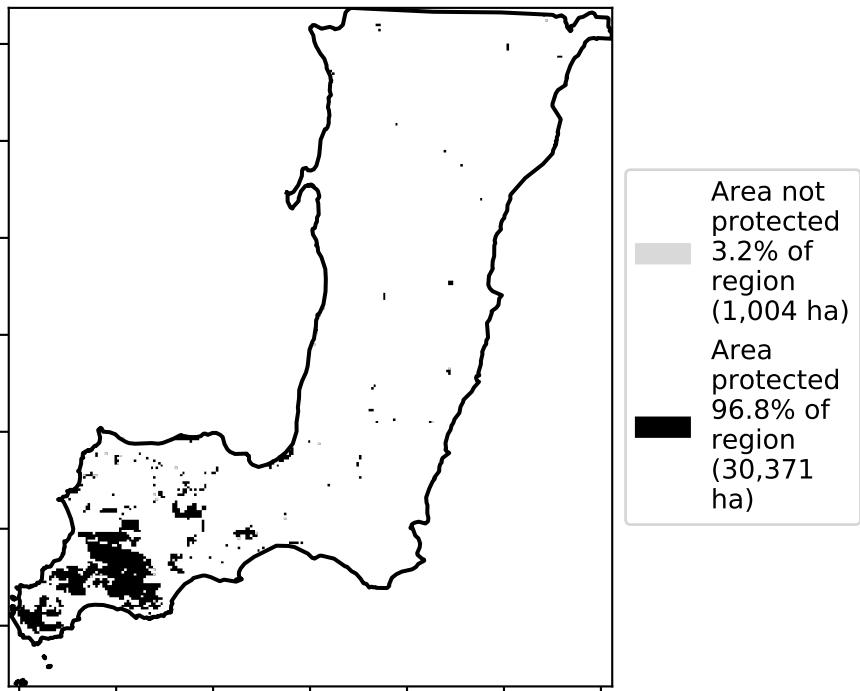 Area not
protected
3.2% of
region
(1,004 ha)
Area
protected
96.8% of
region
(30,371
ha)